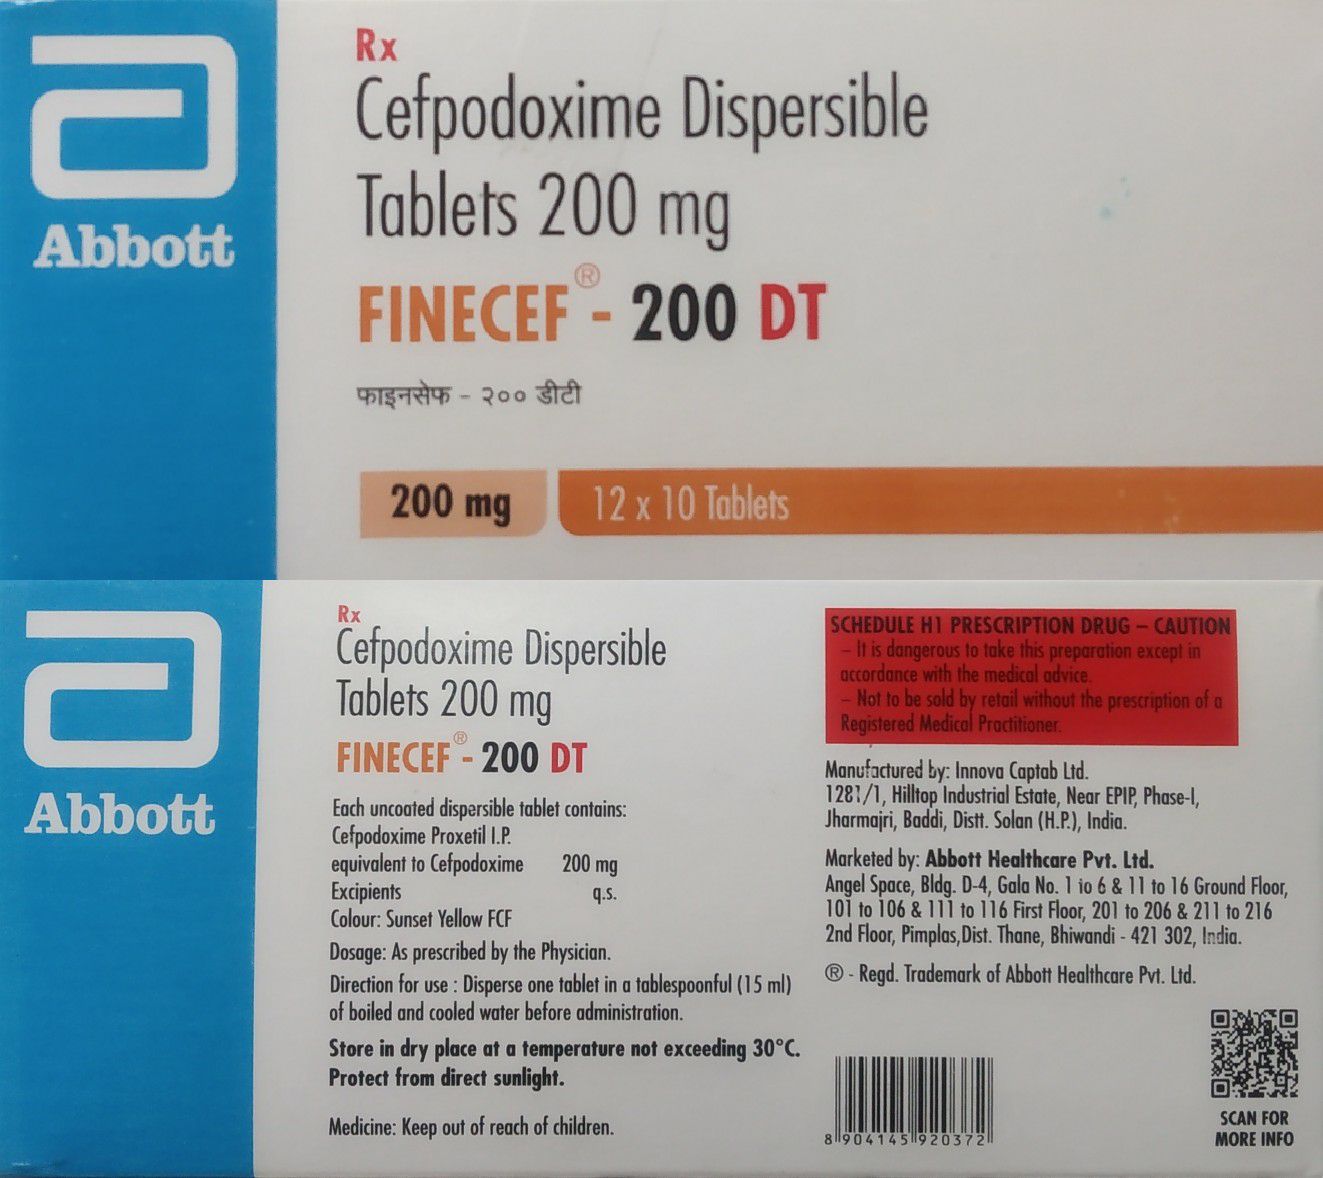 Abbott
Rx
Cefpodoxime Dispersible
Tablets 200 mg
FINECEF® - 200 DT
फाइनसेफ - २०० डीटी
200 mg
12 x 10 Tablets
Abbott
Rx
Cefpodoxime Dispersible
Tablets 200 mg
FINECEF® - 200 DT
Each uncoated dispersible tablet contains:
Cefpodoxime Proxetil I.P.
equivalent to Cefpodoxime 200 mg
Excipients q.s.
Colour: Sunset Yellow FCF
Dosage: As prescribed by the Physician.
Direction for use : Disperse one tablet in a tablespoonful (15 ml)
of boiled and cooled water before administration.
Store in dry place at a temperature not exceeding 30°C.
Protect from direct sunlight.
Medicine: Keep out of reach of children.
SCHEDULE H1 PRESCRIPTION DRUG – CAUTION
– It is dangerous to take this preparation except in
accordance with the medical advice.
– Not to be sold by retail without the prescription of a
Registered Medical Practitioner.
Manufactured by: Innova Captab Ltd.
1281/1, Hilltop Industrial Estate, Near EPIP, Phase-I,
Jharmajri, Baddi, Distt. Solan (H.P.), India.
Marketed by: Abbott Healthcare Pvt. Ltd.
Angel Space, Bldg. D-4, Gala No. 1 to 6 & 11 to 16 Ground Floor,
101 to 106 & 111 to 116 First Floor, 201 to 206 & 211 to 216
2nd Floor, Pimplas,Dist. Thane, Bhiwandi - 421 302, India.
® - Regd. Trademark of Abbott Healthcare Pvt. Ltd.
8 904145 920372
SCAN FOR
MORE INFO